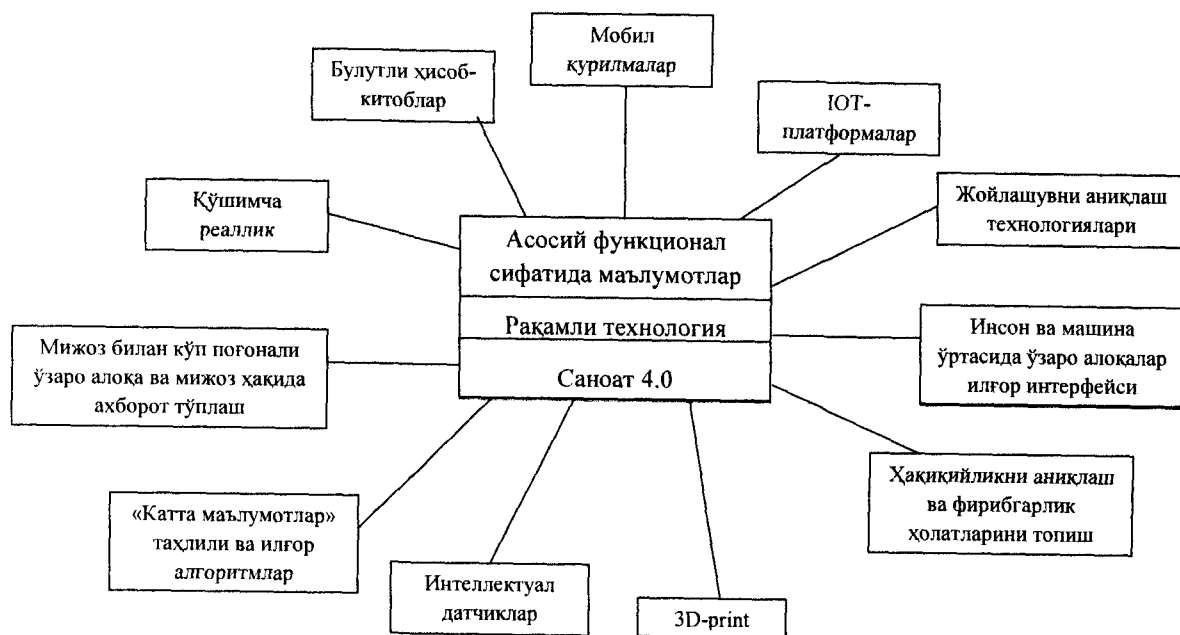 Мобил
қурилмалар
Булутли ҳисоб-
китоблар
IOT-
платформалар
Қўшимча
реаллик
Жойлашувни аниқлаш
технологиялари
Асосий функционал
сифатида маълумотлар
Рақамли технология
Саноат 4.0
Мижоз билан кўп поғонали
ўзаро алоқа ва мижоз ҳақида
ахборот тўплаш
Инсон ва машина
ўртасида ўзаро алоқалар
илғор интерфейси
«Катта маълумотлар»
таҳлили ва илғор
алгоритмлар
Интеллектуал
датчиклар
3D-print
Ҳақиқийликни аниқлаш
ва фирибгарлик
ҳолатларини топиш